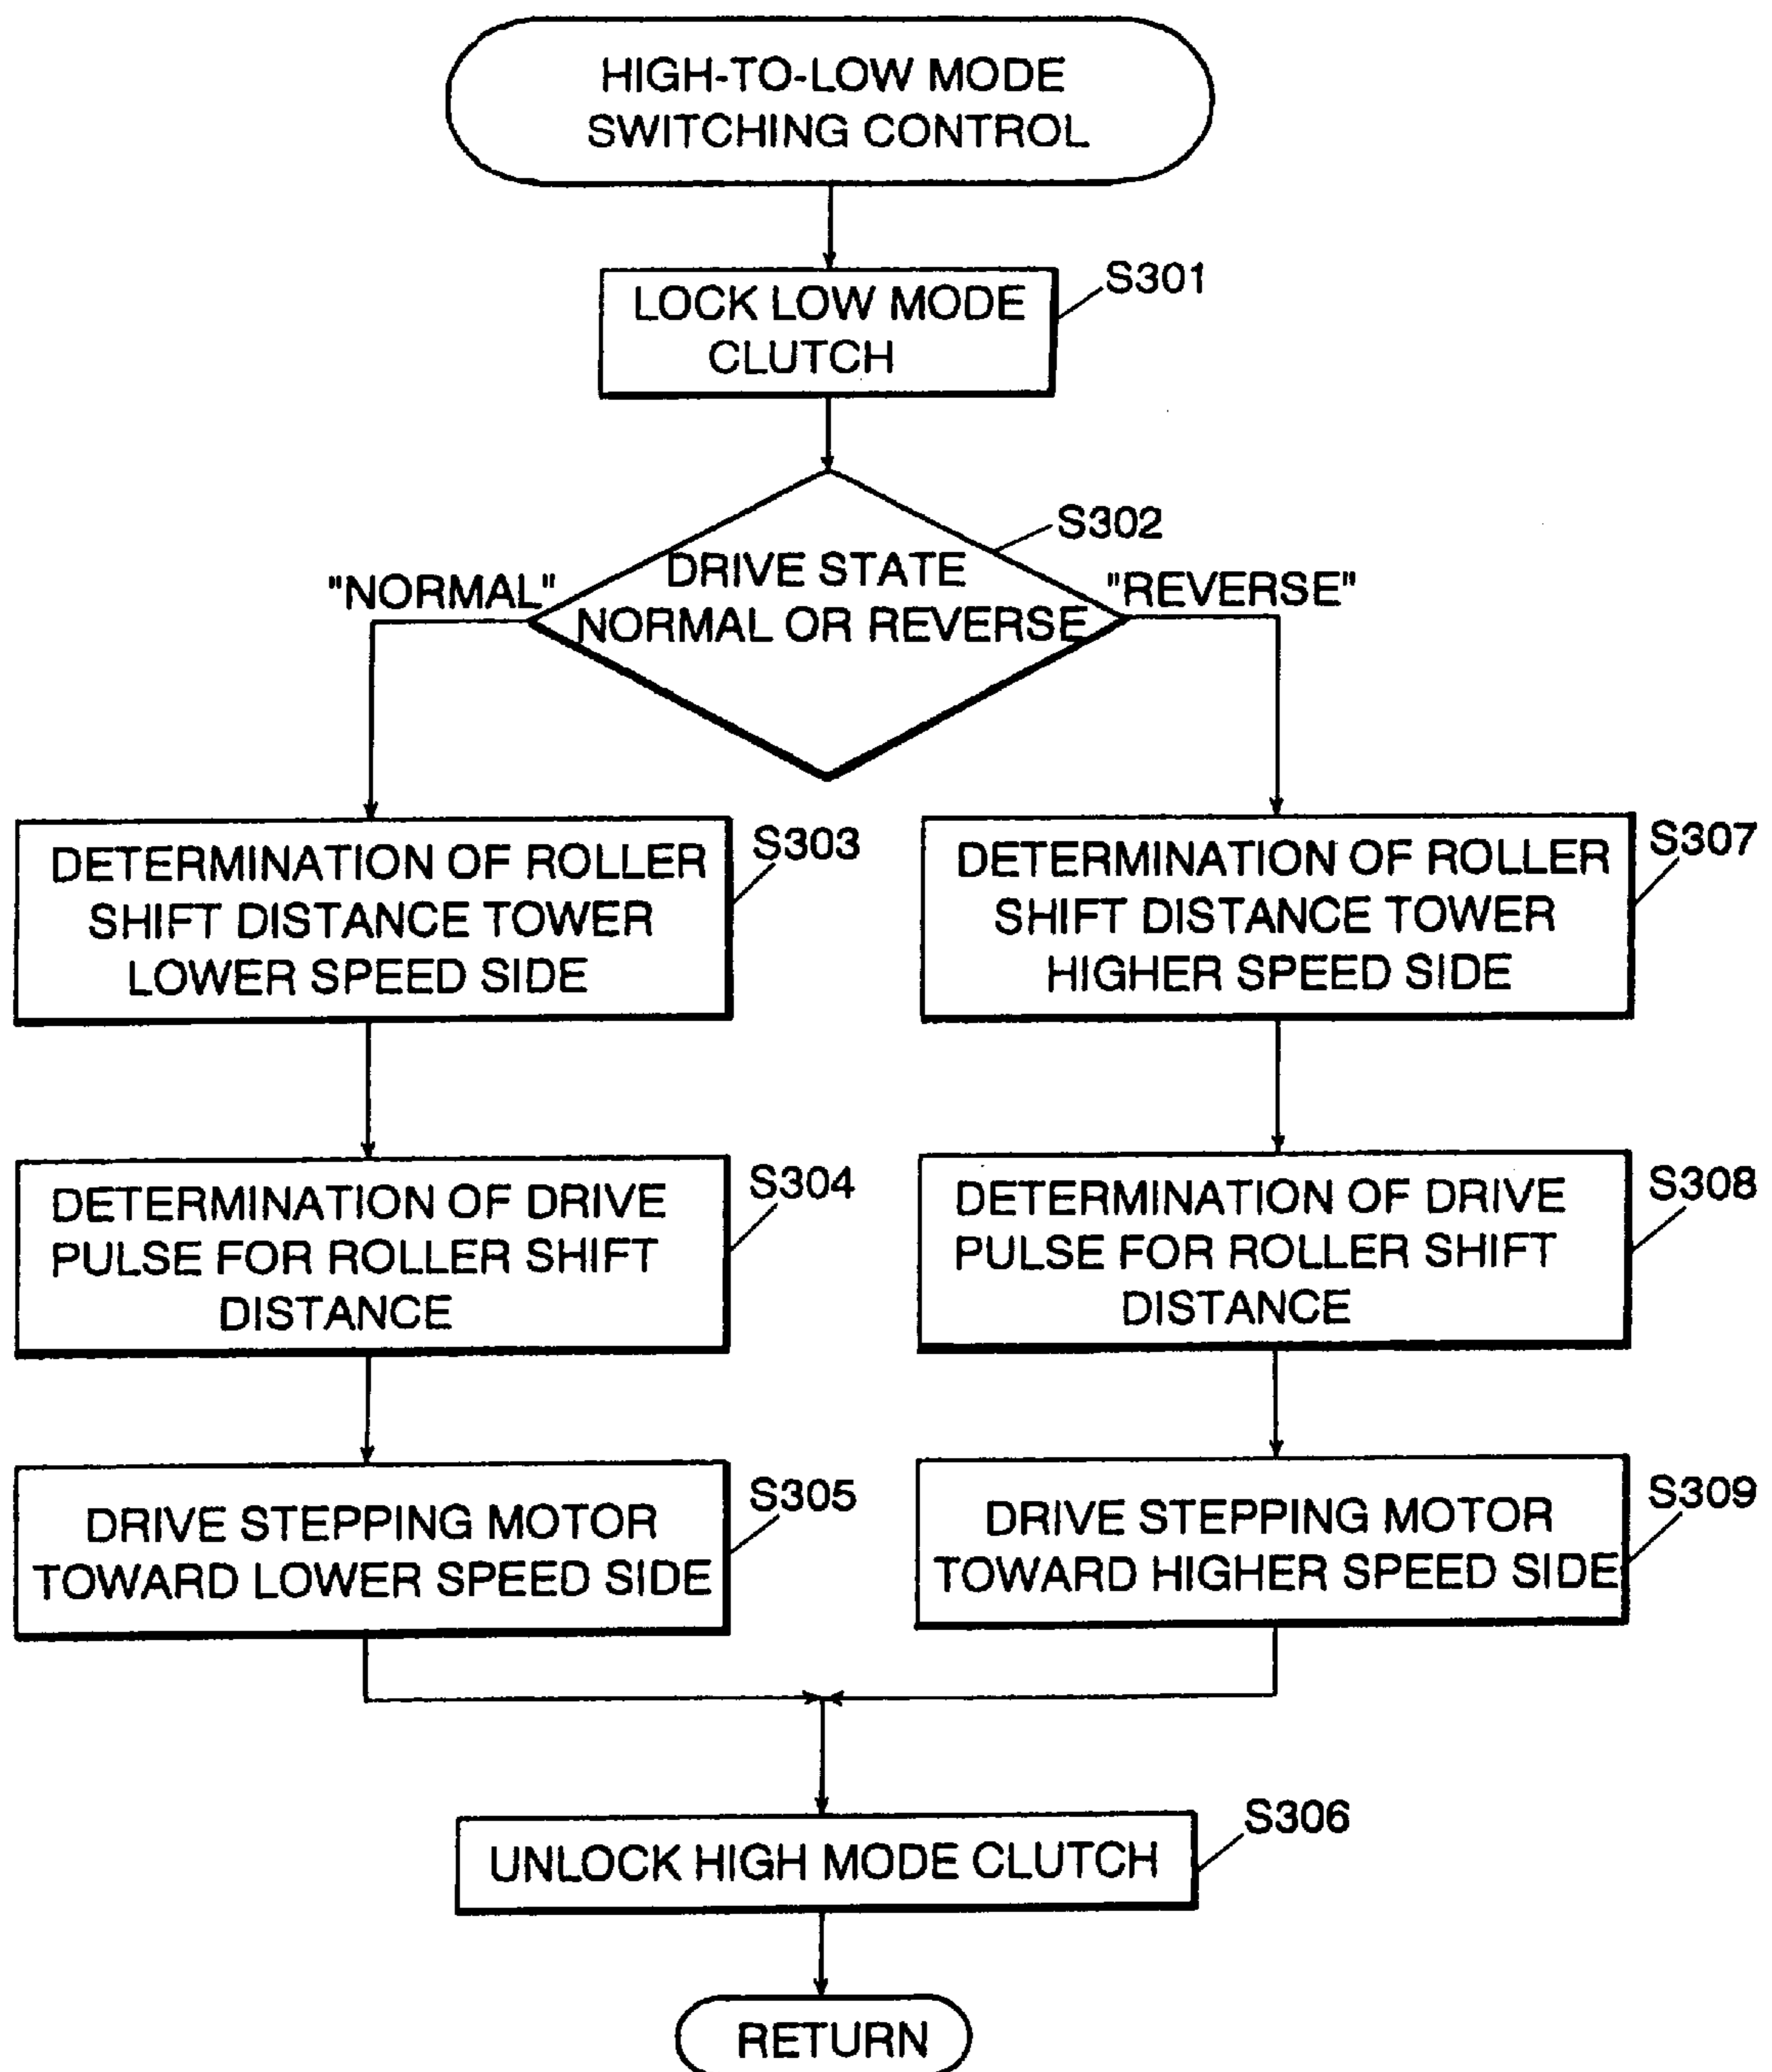 HIGH-TO-LOW MODE
SWITCHING CONTROL
LOCK LOW MODE
CLUTCH
S301
DRIVE STATE
NORMAL OR REVERSE
S302
"NORMAL"
"REVERSE"
DETERMINATION OF ROLLER
SHIFT DISTANCE TOWER
LOWER SPEED SIDE
S303
DETERMINATION OF ROLLER
SHIFT DISTANCE TOWER
HIGHER SPEED SIDE
S307
DETERMINATION OF DRIVE
PULSE FOR ROLLER SHIFT
DISTANCE
S304
DETERMINATION OF DRIVE
PULSE FOR ROLLER SHIFT
DISTANCE
S308
DRIVE STEPPING MOTOR
TOWARD LOWER SPEED SIDE
S305
DRIVE STEPPING MOTOR
TOWARD HIGHER SPEED SIDE
S309
UNLOCK HIGH MODE CLUTCH
S306
RETURN